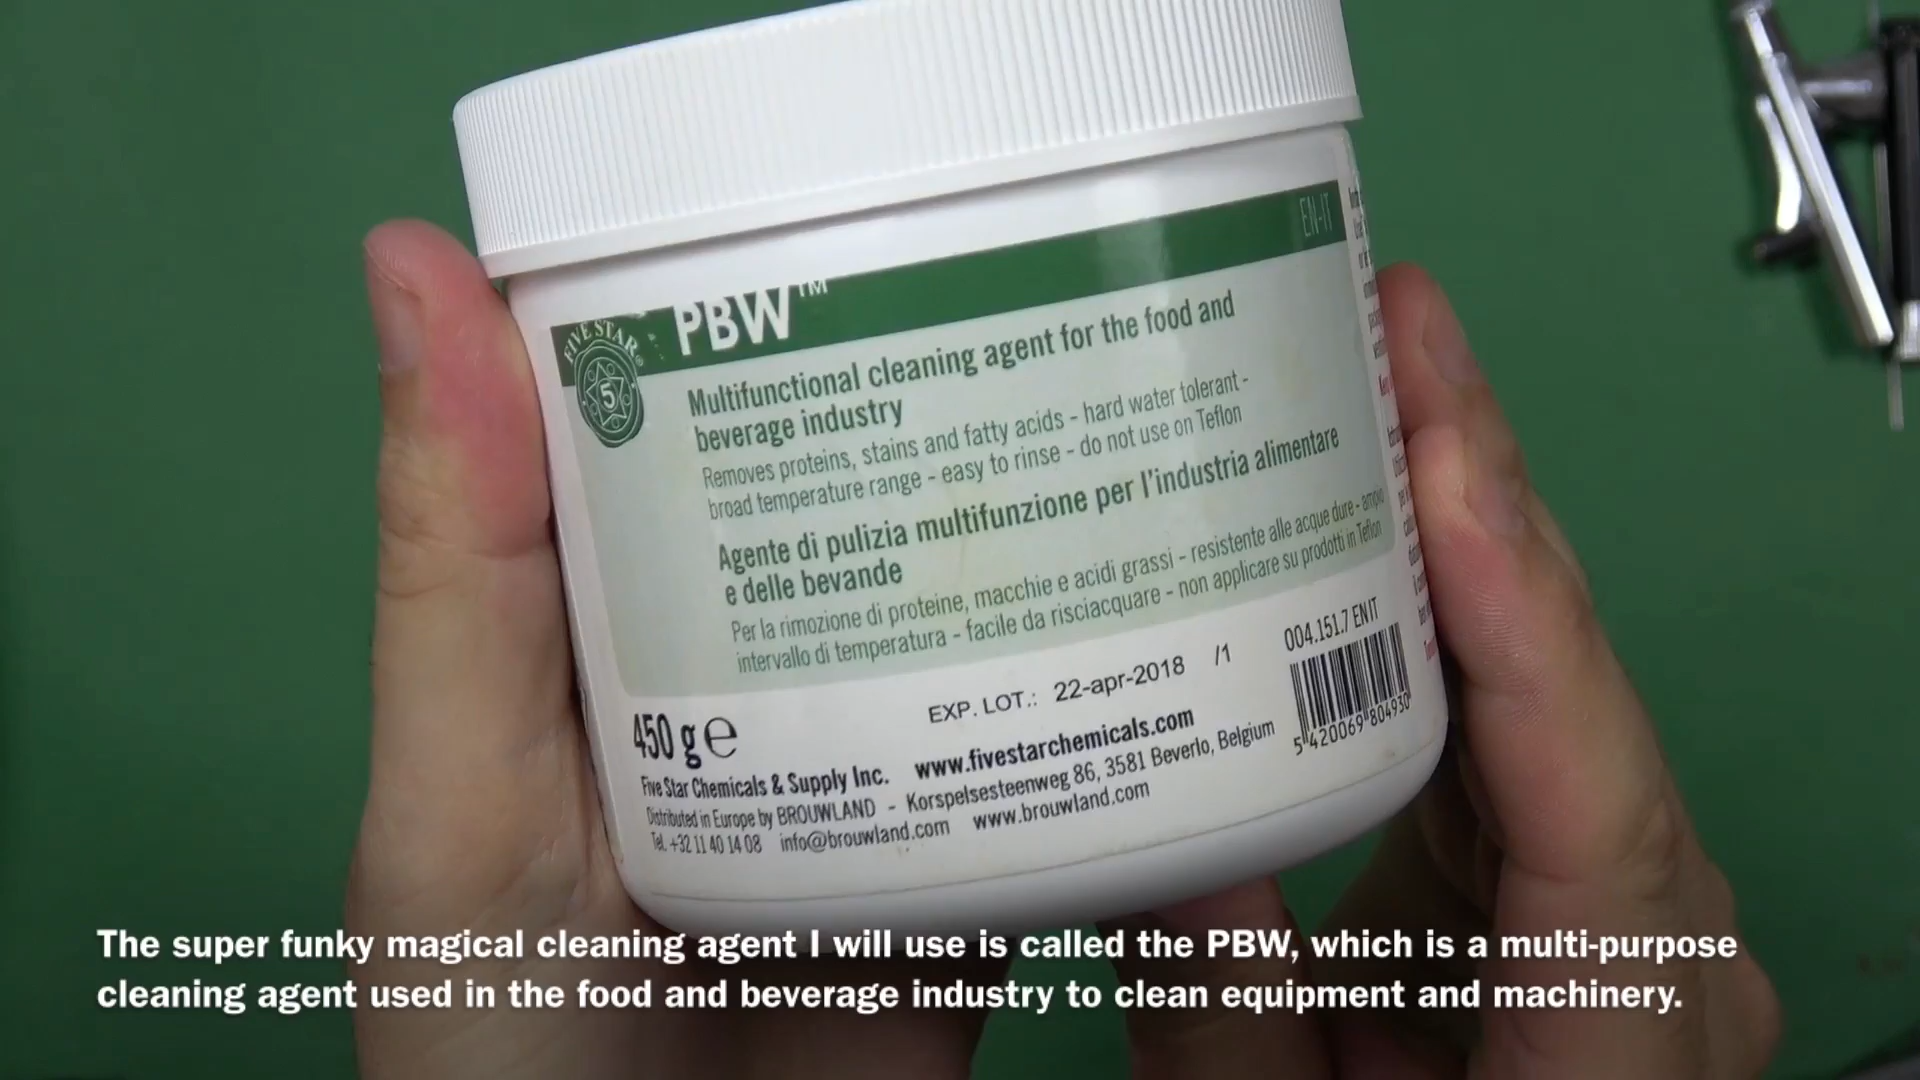 EN-IT
FIVE STAR®
5
PBW™
Multifunctional cleaning agent for the food and
beverage industry
Removes proteins, stains and fatty acids - hard water tolerant -
broad temperature range - easy to rinse - do not use on Teflon
Agente di pulizia multifunzione per l'industria alimentare
e delle bevande
Per la rimozione di proteine, macchie e acidi grassi - resistente alle acque dure - ampio
intervallo di temperatura - facile da risciacquare - non applicare su prodotti in Teflon
004.151.7 ENIT
EXP. LOT.: 22-apr-2018 /1
450 g e
5 420069 804930
Five Star Chemicals & Supply Inc. www.fivestarchemicals.com
Distributed in Europe by BROUWLAND - Korspelsesteenweg 86, 3581 Beverlo, Belgium
Tel. +32 11 40 14 08 info@brouwland.com www.brouwland.com
The super funky magical cleaning agent I will use is called the PBW, which is a multi-purpose
cleaning agent used in the food and beverage industry to clean equipment and machinery.